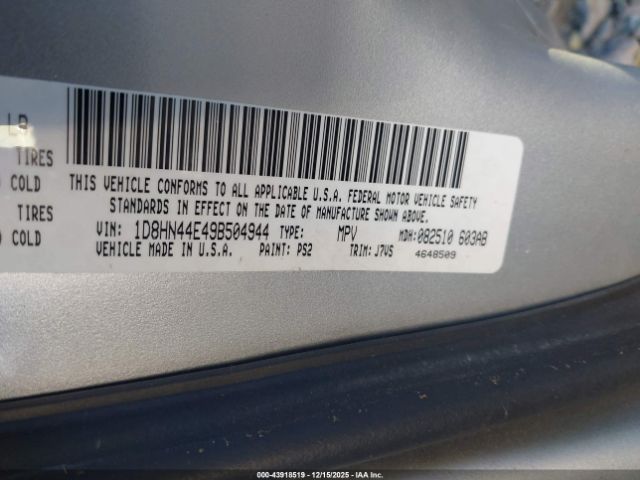 LB
TIRES
COLD
TIRES
COLD
THIS VEHICLE CONFORMS TO ALL APPLICABLE U.S.A. FEDERAL MOTOR VEHICLE SAFETY
STANDARDS IN EFFECT ON THE DATE OF MANUFACTURE SHOWN ABOVE.
VIN: 1D8HN44E49B504944 TYPE: MPV MDH:082510 603AB
VEHICLE MADE IN U.S.A. PAINT: PS2 TRIM: J7VS 4648509
000-43918519 | 12/15/2025 | IAAI.COM